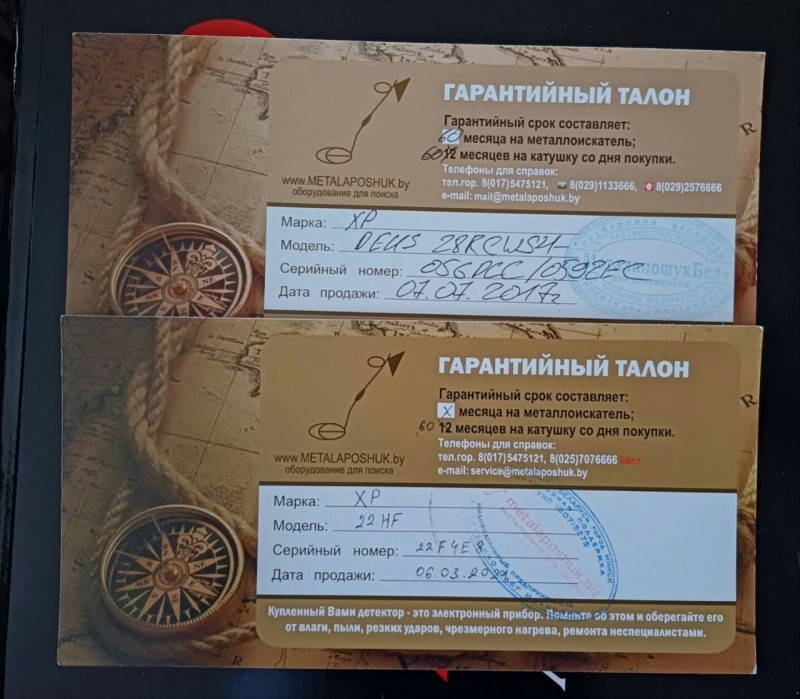 ГАРАНТИЙНЫЙ ТАЛОН
Гарантийный срок составляет:
60 месяца на металлоискатель;
60 12 месяцев на катушку со дня покупки.
Телефоны для справок:
тел.гор. 8(017)5475121, 8(029)1133666, 8(029)2576666
e-mail: mail@metalaposhuk.by
www.METALAPOSHUK.by
оборудование для поиска
Марка: XP
Модель: DEUS 28RCWS4
Серийный номер: 056DCC/0592FC
Дата продажи: 07.07.2017г
МеталапошукБел
ГАРАНТИЙНЫЙ ТАЛОН
Гарантийный срок составляет:
X месяца на металлоискатель;
60 12 месяцев на катушку со дня покупки.
Телефоны для справок:
тел.гор. 8(017)5475121, 8(025)7076666 life:)
e-mail: service@metalaposhuk.by
www.METALAPOSHUK.by
оборудование для поиска
Марка: XP
Модель: 22HF
Серийный номер: 22F4E8
Дата продажи: 06.03.
metalaposhuk.by
Купленный Вами детектор - это электронный прибор. Помните об этом и оберегайте его
от влаги, пыли, резких ударов, чрезмерного нагрева, ремонта неспециалистами.